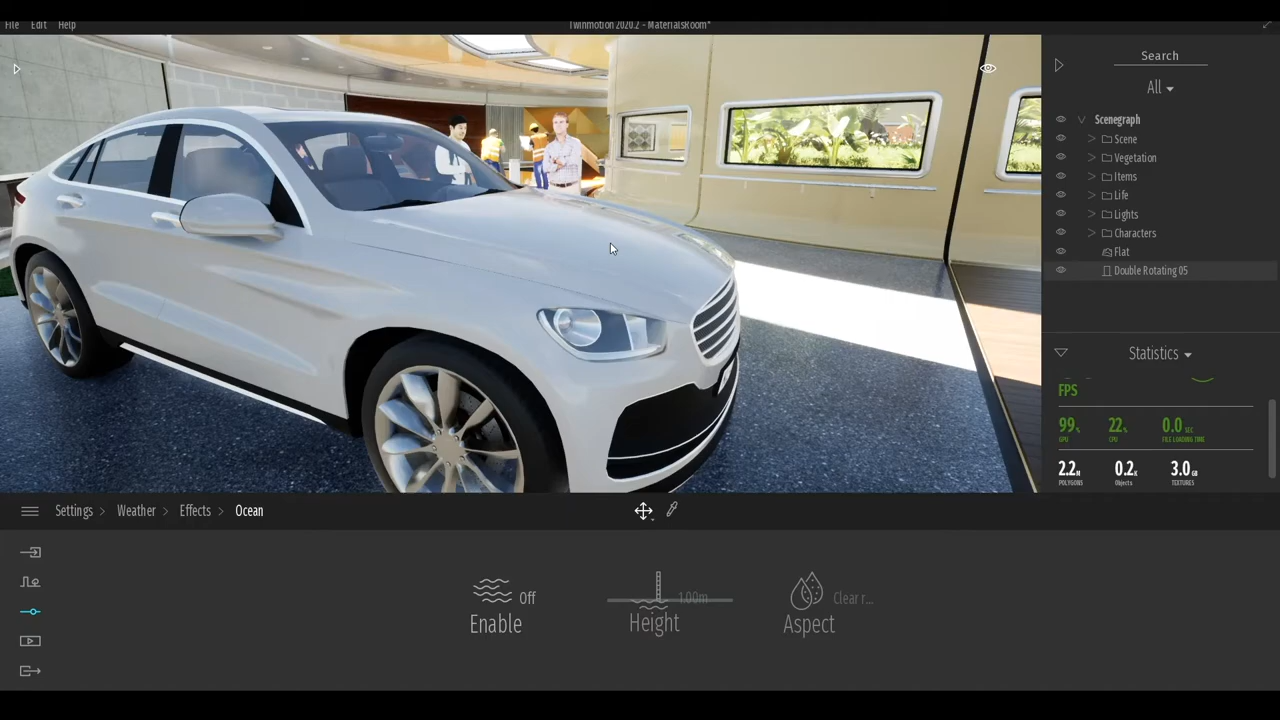 File Edit Help
Twinmotion 2020.2 - MaterialsRoom*
Search
All
Scenegraph
Scene
Vegetation
Items
Life
Lights
Characters
Flat
Double Rotating 05
Statistics
FPS
99% 22% 0.0 SEC
GPU CPU FILE LOADING TIME
2.2M 0.2K 3.0GB
POLYGONS Objects TEXTURES
Settings > Weather > Effects > Ocean
Off 1.00m Clear r...
Enable Height Aspect